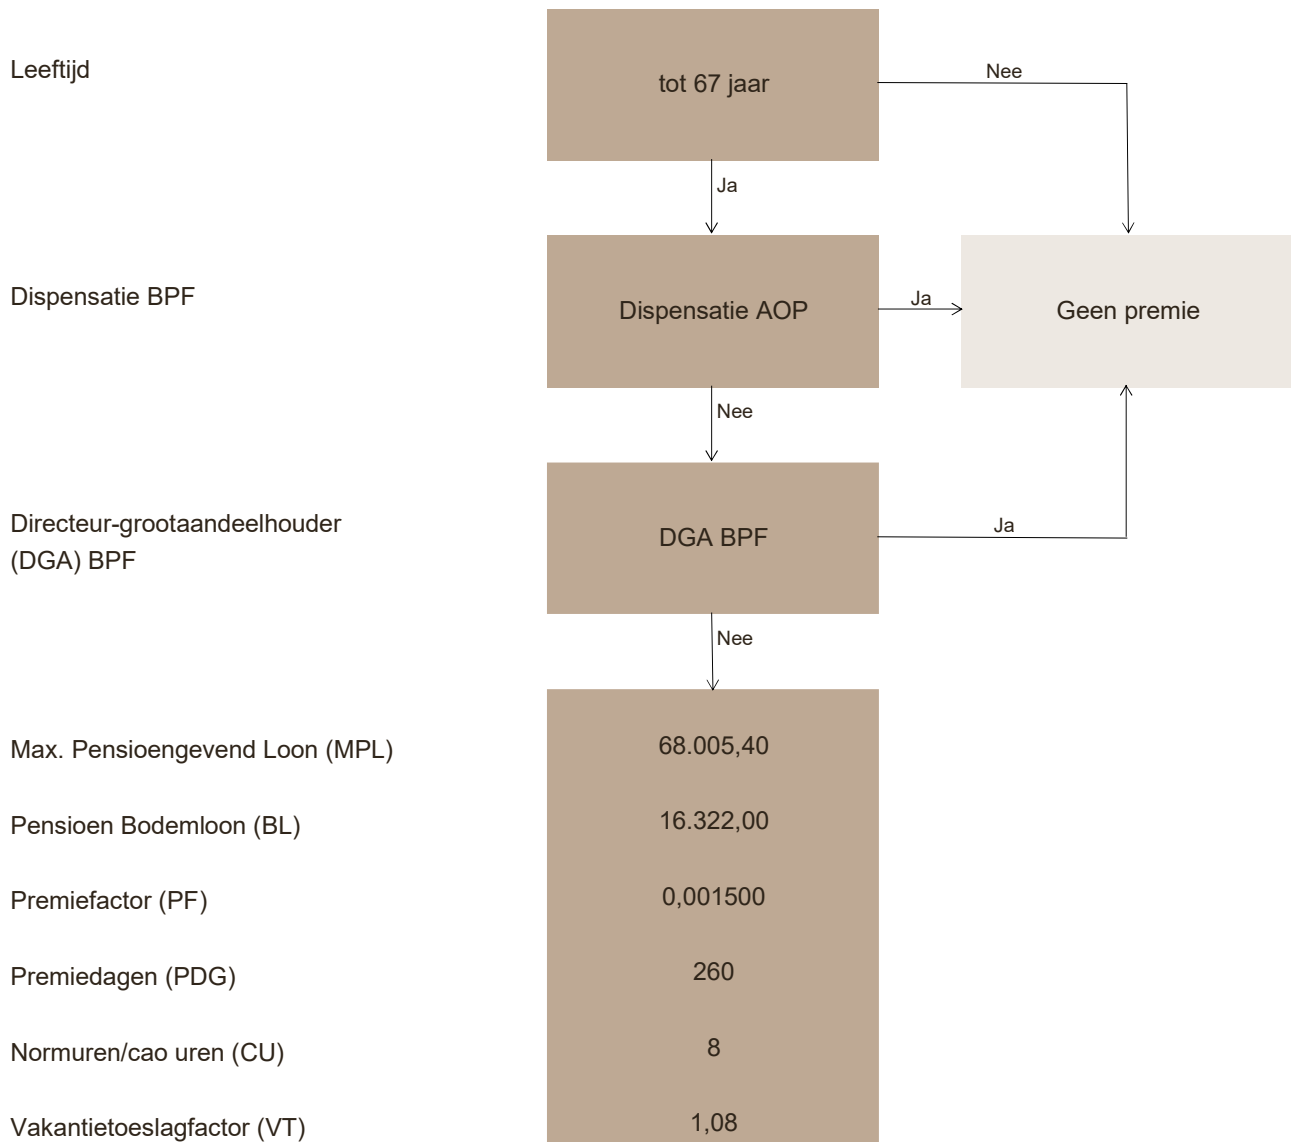 Leeftijd
tot 67 jaar
Nee
Ja
Dispensatie BPF
Dispensatie AOP
Ja
Geen premie
Nee
Directeur-grootaandeelhouder
(DGA) BPF
DGA BPF
Ja
Nee
Max. Pensioengevend Loon (MPL)
68.005,40
Pensioen Bodemloon (BL)
16.322,00
Premiefactor (PF)
0,001500
Premiedagen (PDG)
260
Normuren/cao uren (CU)
8
Vakantietoeslagfactor (VT)
1,08